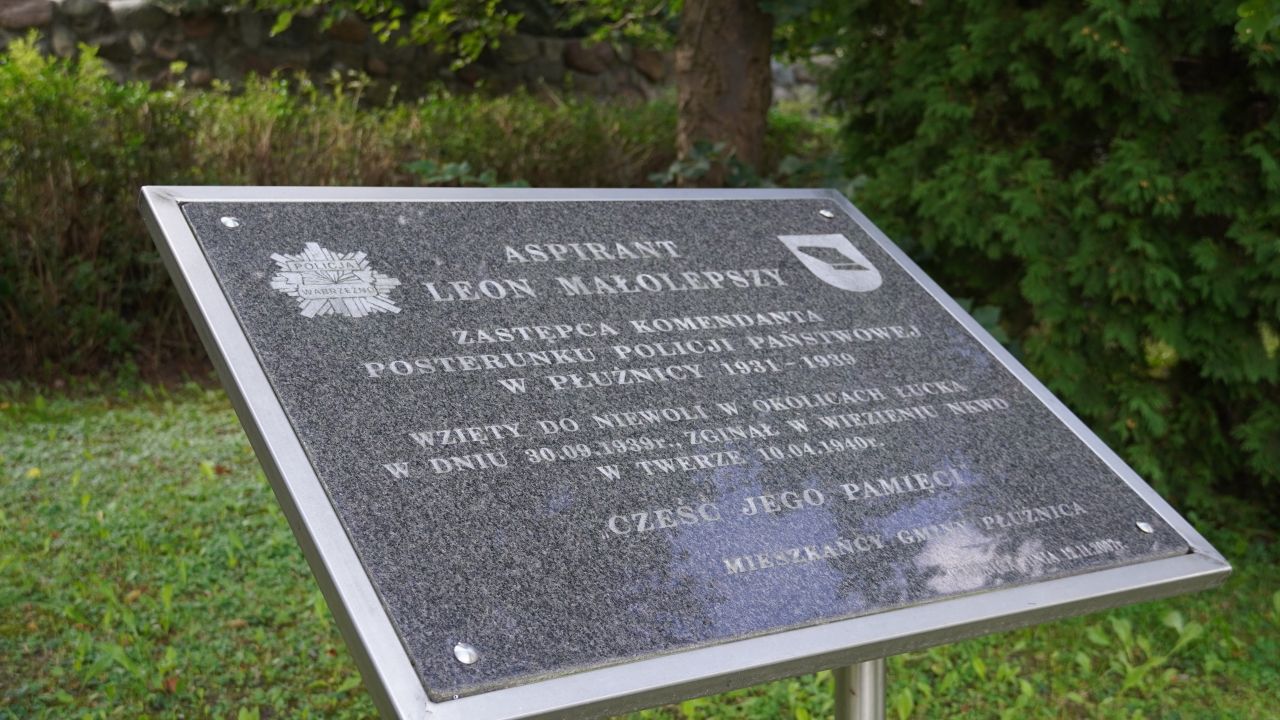 POLICJA
WĄBRZEŹNO
ASPIRANT
LEON MAŁOLEPSZY
ZASTĘPCA KOMENDANTA
POSTERUNKU POLICJI PAŃSTWOWEJ
W PŁUŻNICY 1931 - 1939
WZIĘTY DO NIEWOLI W OKOLICACH ŁUCKA
W DNIU 30.09.1939r., ZGINĄŁ W WIĘZIENIU NKWD
W TWERZE 10.04.1940r.
CZEŚĆ JEGO PAMIĘCI
MIESZKAŃCY GMINY PŁUŻNICA